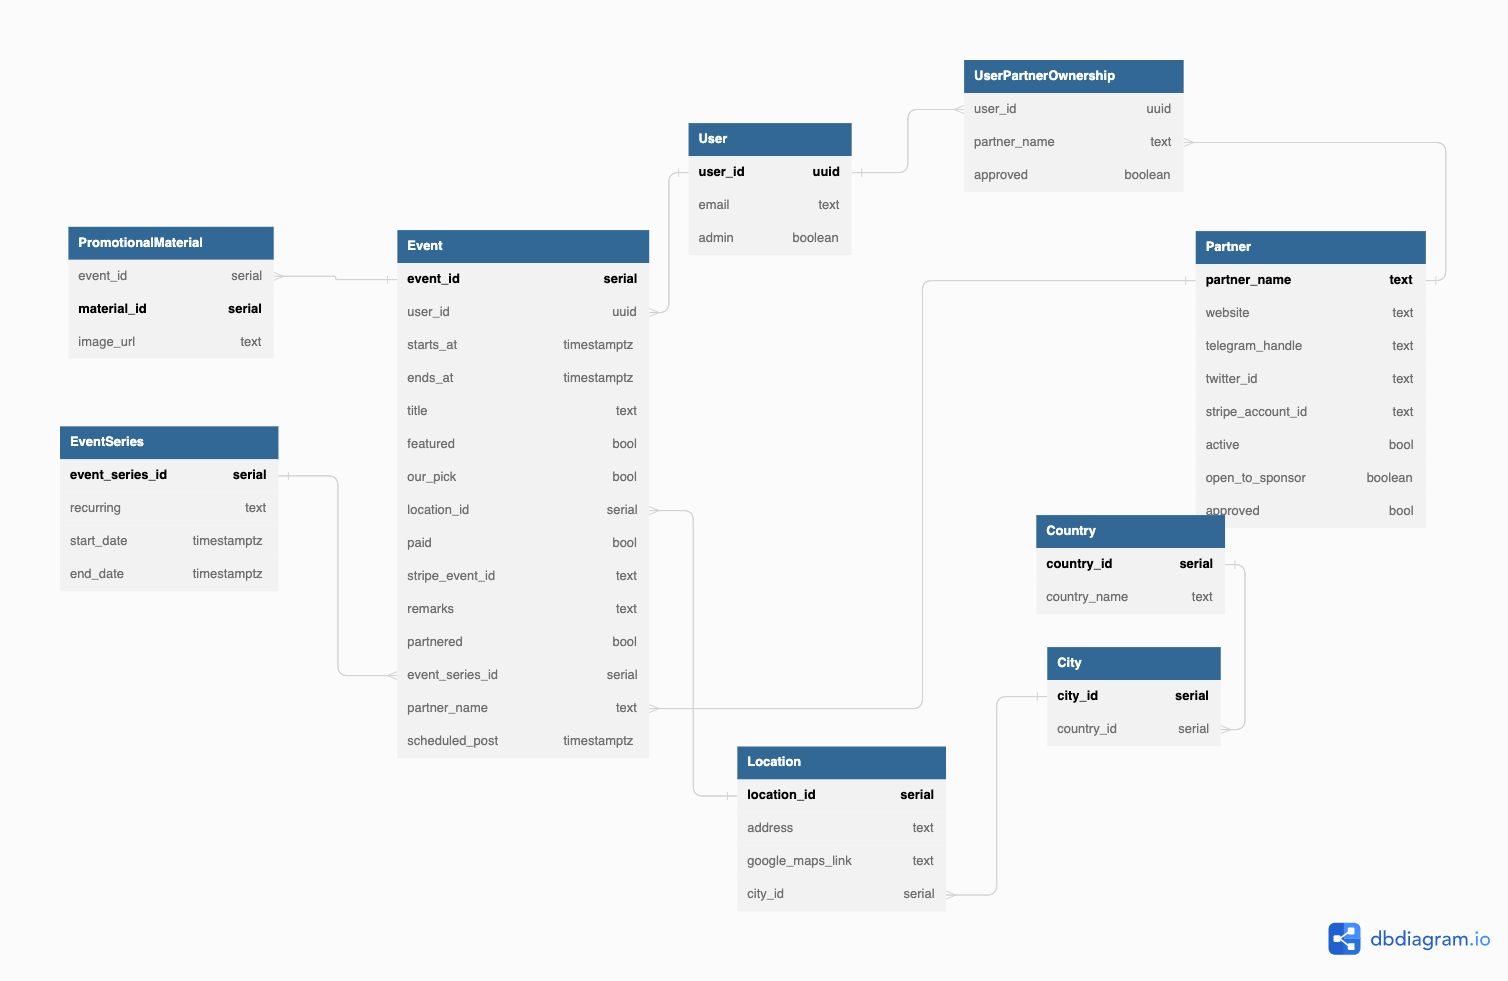 UserPartnerOwnership
user_id uuid
partner_name text
approved boolean
User
user_id uuid
email text
admin boolean
PromotionalMaterial
event_id serial
material_id serial
image_url text
Event
event_id serial
user_id uuid
starts_at timestamptz
ends_at timestamptz
title text
featured bool
our_pick bool
location_id serial
paid bool
stripe_event_id text
remarks text
partnered bool
event_series_id serial
partner_name text
scheduled_post timestamptz
Partner
partner_name text
website text
telegram_handle text
twitter_id text
stripe_account_id text
active bool
open_to_sponsor boolean
approved bool
EventSeries
event_series_id serial
recurring text
start_date timestamptz
end_date timestamptz
Country
country_id serial
country_name text
City
city_id serial
country_id serial
Location
location_id serial
address text
google_maps_link text
city_id serial
dbdiagram.io